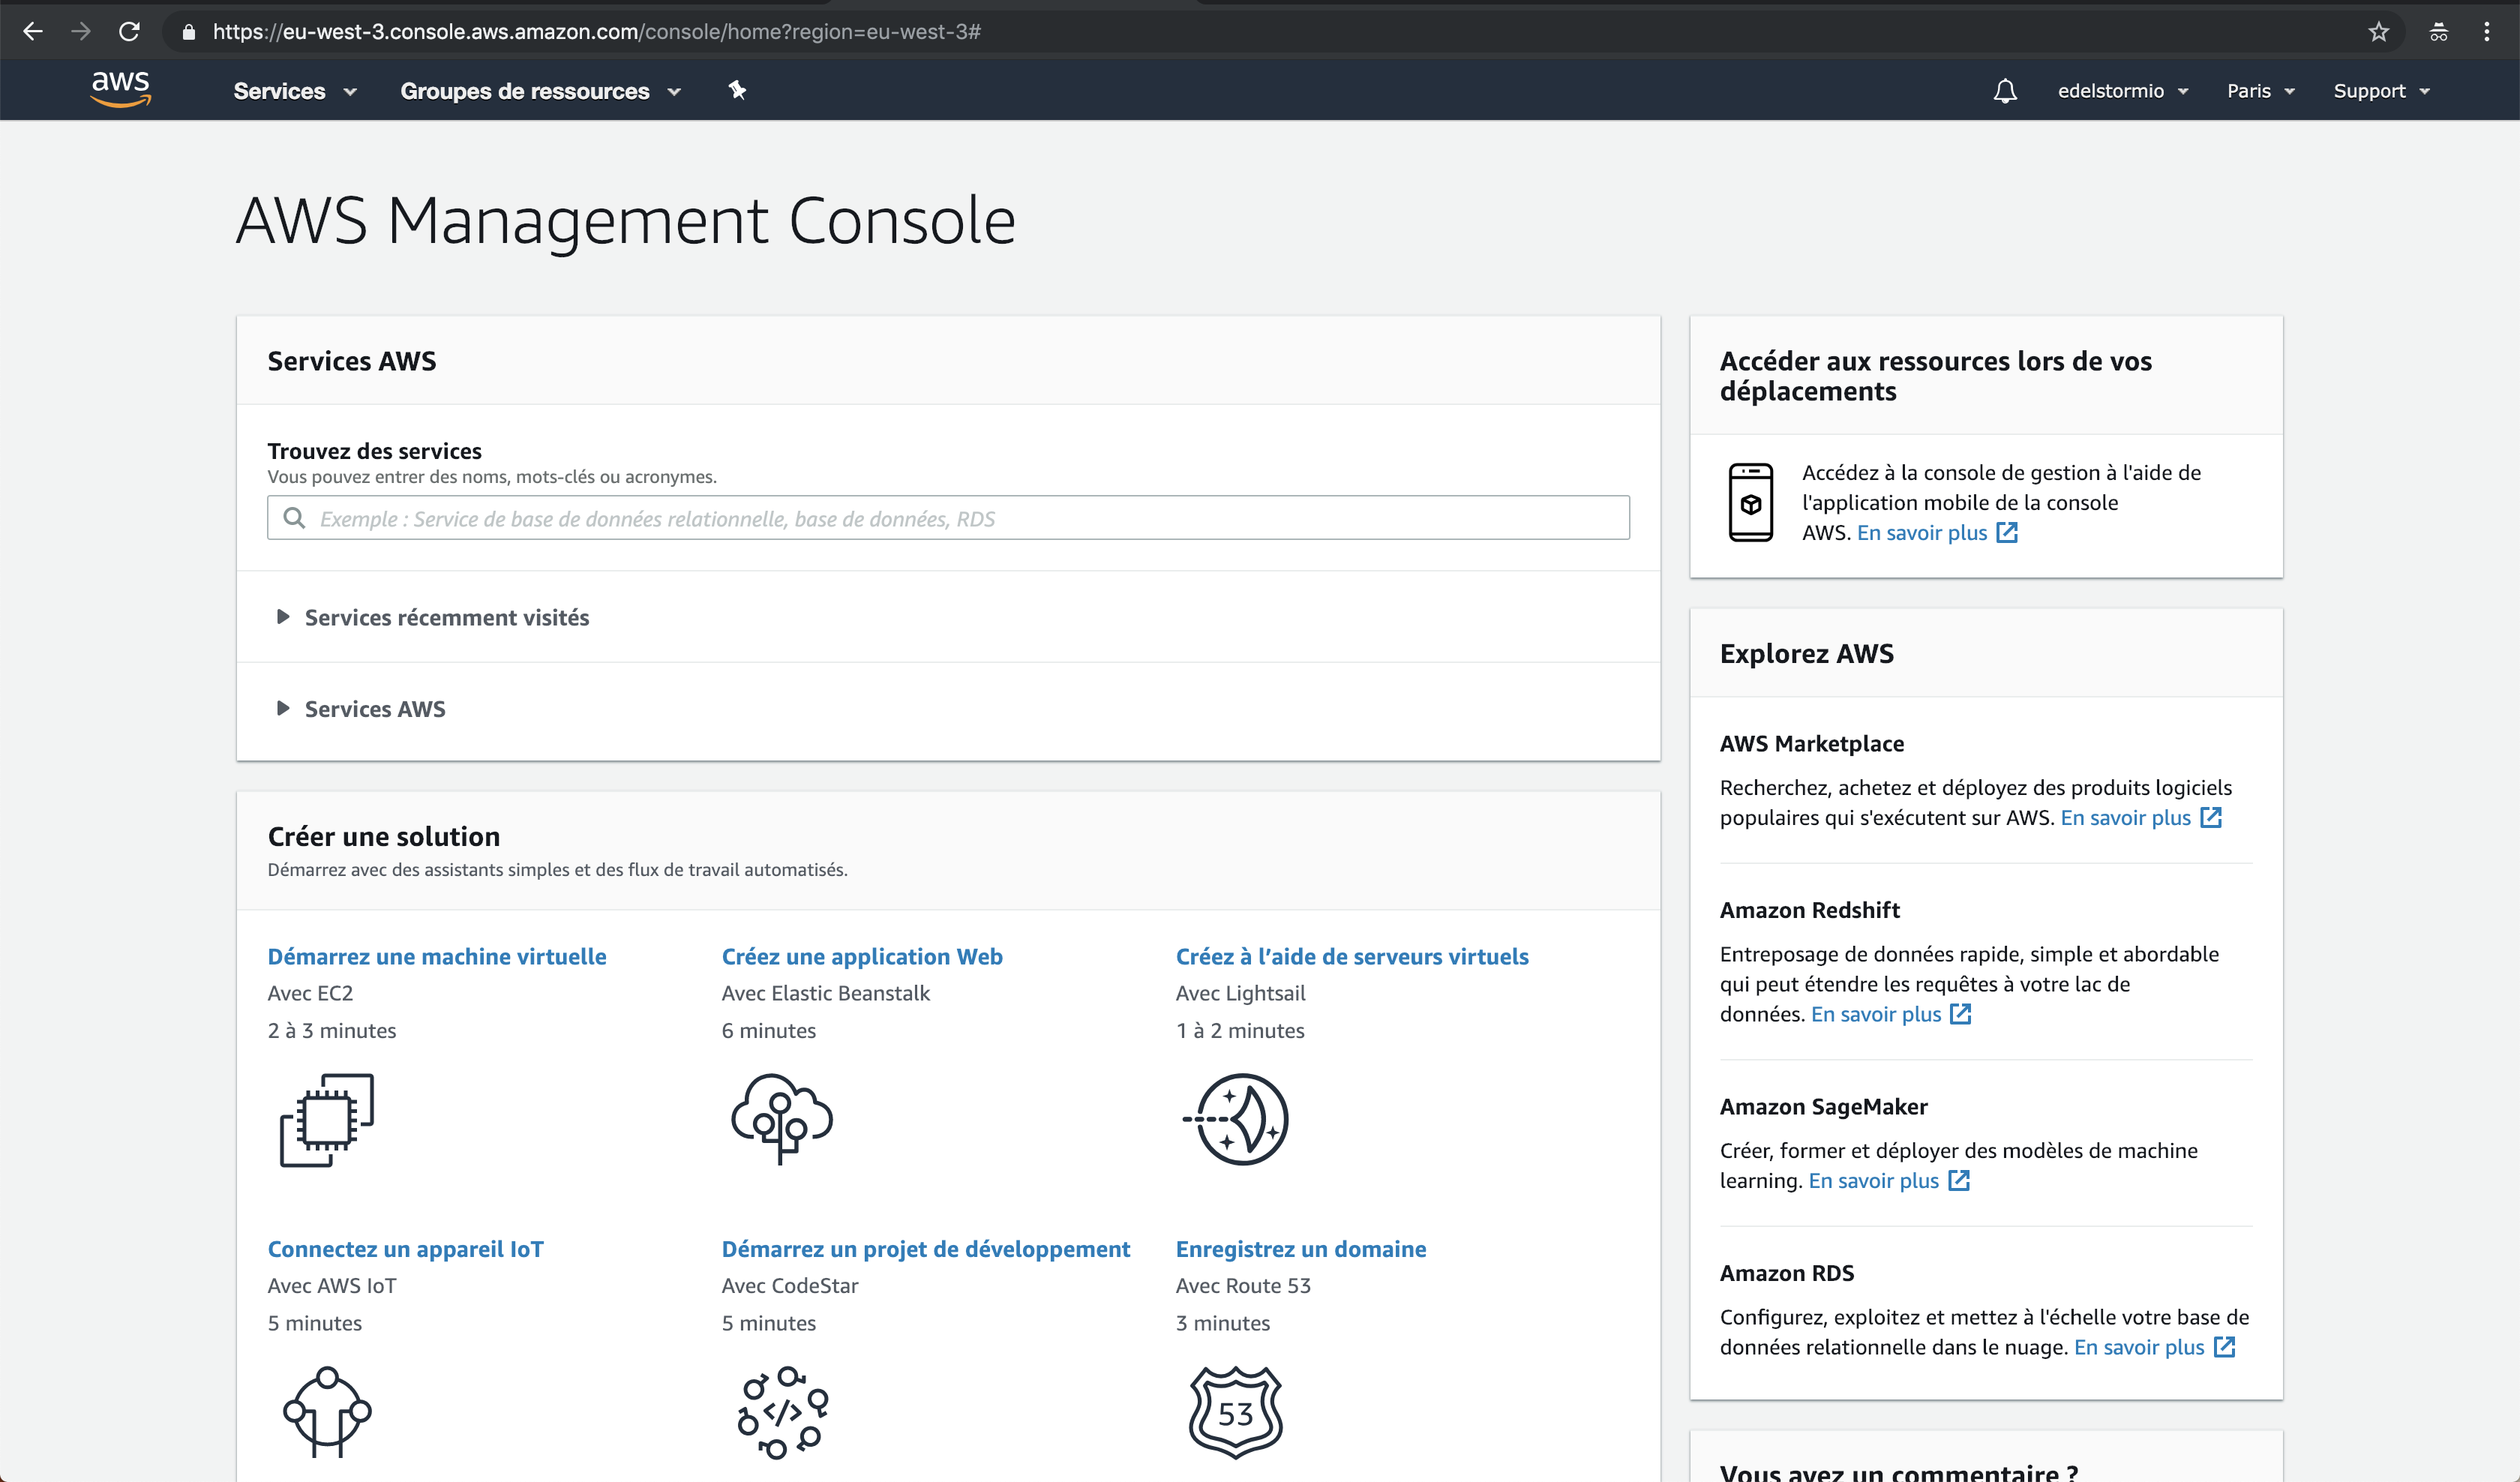 https://eu-west-3.console.aws.amazon.com/console/home?region=eu-west-3#
aws
Services
Groupes de ressources
edelstormio
Paris
Support
AWS Management Console
Services AWS
Trouvez des services
Vous pouvez entrer des noms, mots-clés ou acronymes.
Exemple : Service de base de données relationnelle, base de données, RDS
Services récemment visités
Services AWS
Créer une solution
Démarrez avec des assistants simples et des flux de travail automatisés.
Démarrez une machine virtuelle
Avec EC2
2 à 3 minutes
Créez une application Web
Avec Elastic Beanstalk
6 minutes
Créez à l’aide de serveurs virtuels
Avec Lightsail
1 à 2 minutes
Connectez un appareil IoT
Avec AWS IoT
5 minutes
Démarrez un projet de développement
Avec CodeStar
5 minutes
</>
Enregistrez un domaine
Avec Route 53
3 minutes
53
Accéder aux ressources lors de vos
déplacements
Accédez à la console de gestion à l'aide de
l'application mobile de la console
AWS. En savoir plus
Explorez AWS
AWS Marketplace
Recherchez, achetez et déployez des produits logiciels
populaires qui s'exécutent sur AWS. En savoir plus
Amazon Redshift
Entreposage de données rapide, simple et abordable
qui peut étendre les requêtes à votre lac de
données. En savoir plus
Amazon SageMaker
Créer, former et déployer des modèles de machine
learning. En savoir plus
Amazon RDS
Configurez, exploitez et mettez à l'échelle votre base de
données relationnelle dans le nuage. En savoir plus
Vous avez un commentaire ?